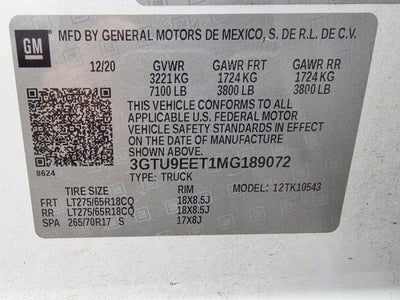 GM MFD BY GENERAL MOTORS DE MEXICO, S. DE R.L. DE C.V.
12/20 GVWR GAWR FRT GAWR RR
3221 KG 1724 KG 1724 KG
7100 LB 3800 LB 3800 LB
THIS VEHICLE CONFORMS TO ALL
APPLICABLE U.S. FEDERAL MOTOR
VEHICLE SAFETY STANDARDS IN EFFECT
ON THE DATE OF MANUFACTURE SHOWN
ABOVE.
3GTU9EET1MG189072
8624
TYPE: TRUCK
TIRE SIZE RIM MODEL: 12TK10543
FRT LT275/65R18CQ 18X8.5J
RR LT275/65R18CQ 18X8.5J
SPA 265/70R17 S 17X8J